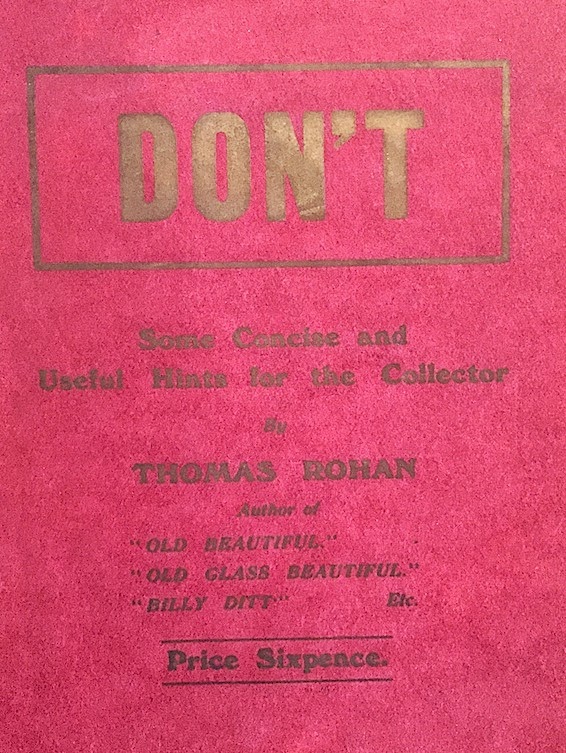 DON'T
Some Concise and
Useful Hints for the Collector
By
THOMAS ROHAN
Author of
"OLD BEAUTIFUL."
"OLD GLASS BEAUTIFUL."
"BILLY DITT" Etc.
Price Sixpence.